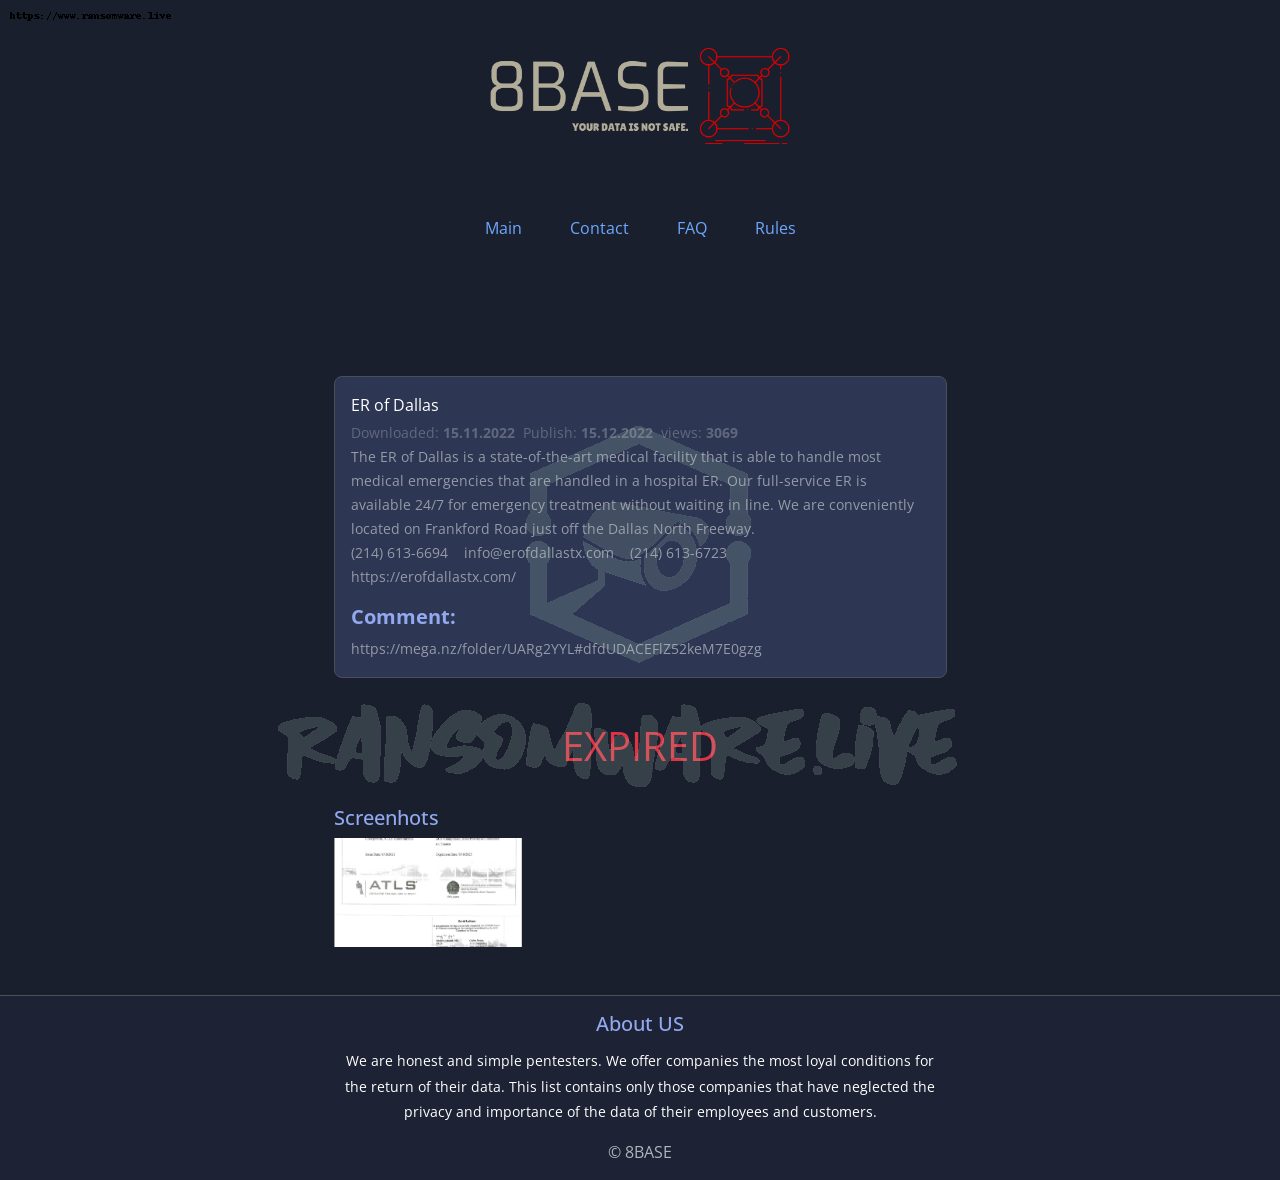 https://www.ransomware.live
8BASE
YOUR DATA IS NOT SAFE.
Main Contact FAQ Rules
ER of Dallas
Downloaded: 15.11.2022 Publish: 15.12.2022 views: 3069
The ER of Dallas is a state-of-the-art medical facility that is able to handle most
medical emergencies that are handled in a hospital ER. Our full-service ER is
available 24/7 for emergency treatment without waiting in line. We are conveniently
located on Frankford Road just off the Dallas North Freeway.
(214) 613-6694 info@erofdallastx.com (214) 613-6723
https://erofdallastx.com/
Comment:
https://mega.nz/folder/UARg2YYL#dfdUDACEFlZ52keM7E0gzg
RANSOMWARE.LIVE
EXPIRED
Screenhots
ATLS
About US
We are honest and simple pentesters. We offer companies the most loyal conditions for
the return of their data. This list contains only those companies that have neglected the
privacy and importance of the data of their employees and customers.
© 8BASE